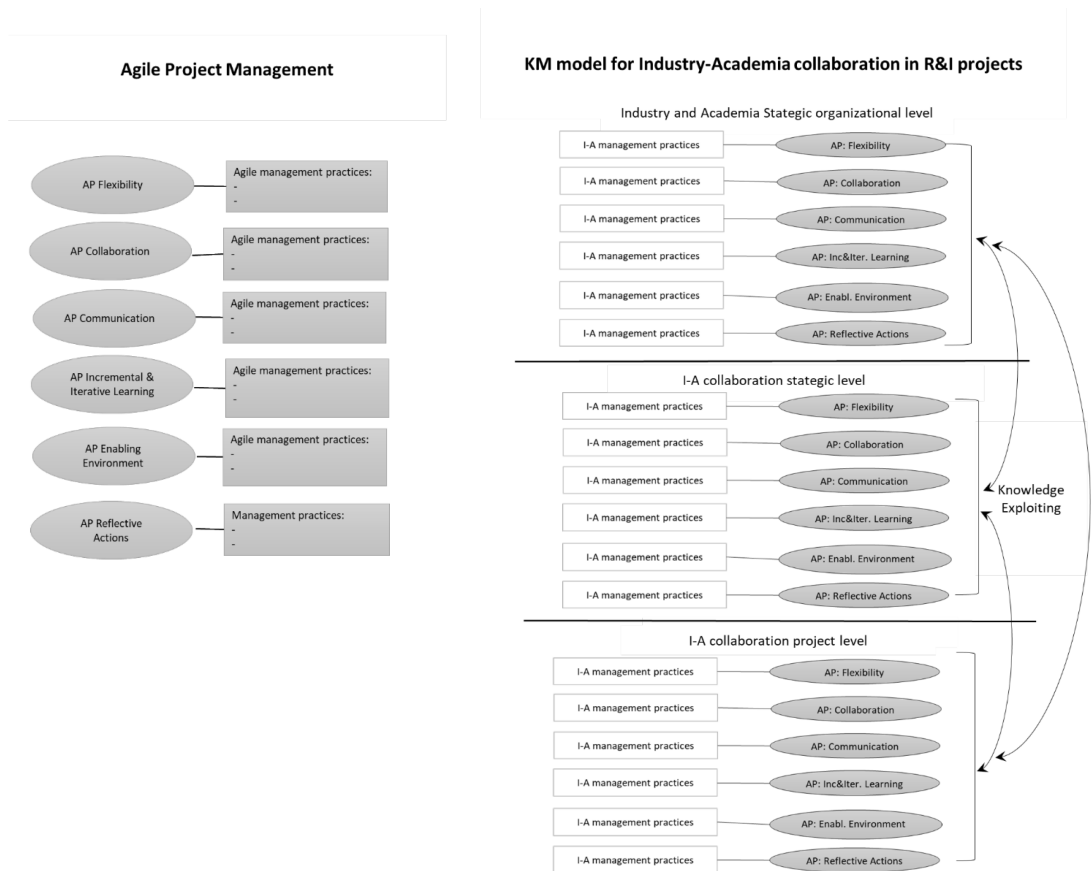 Agile Project Management
AP Flexibility
Agile management practices:
-
-
AP Collaboration
Agile management practices:
-
-
AP Communication
Agile management practices:
-
-
AP Incremental &
Iterative Learning
Agile management practices:
-
-
AP Enabling
Environment
Agile management practices:
-
-
AP Reflective
Actions
Management practices:
-
-
KM model for Industry-Academia collaboration in R&I projects
Industry and Academia Stategic organizational level
I-A management practices
AP: Flexibility
I-A management practices
AP: Collaboration
I-A management practices
AP: Communication
I-A management practices
AP: Inc&Iter. Learning
I-A management practices
AP: Enabl. Environment
I-A management practices
AP: Reflective Actions
I-A collaboration stategic level
I-A management practices
AP: Flexibility
I-A management practices
AP: Collaboration
I-A management practices
AP: Communication
I-A management practices
AP: Inc&Iter. Learning
I-A management practices
AP: Enabl. Environment
I-A management practices
AP: Reflective Actions
Knowledge
Exploiting
I-A collaboration project level
I-A management practices
AP: Flexibility
I-A management practices
AP: Collaboration
I-A management practices
AP: Communication
I-A management practices
AP: Inc&Iter. Learning
I-A management practices
AP: Enabl. Environment
I-A management practices
AP: Reflective Actions